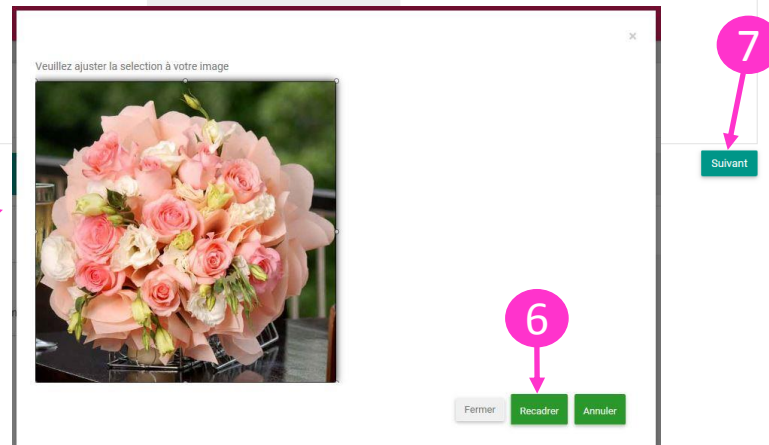 ×
7
Veuillez ajuster la selection à votre image
Suivant
6
Fermer Recadrer Annuler